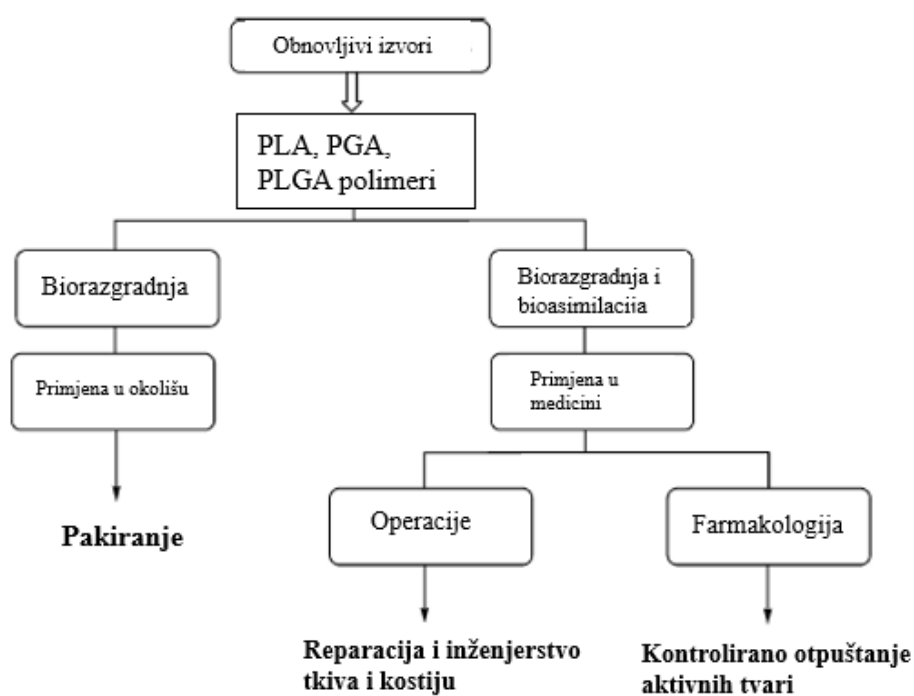 Obnovljivi izvori
PLA, PGA,
PLGA polimeri
Biorazgradnja
Biorazgradnja i
bioasimilacija
Primjena u okolišu
Primjena u
medicini
Pakiranje
Operacije
Farmakologija
Reparacija i inženjerstvo
tkiva i kostiju
Kontrolirano otpuštanje
aktivnih tvari